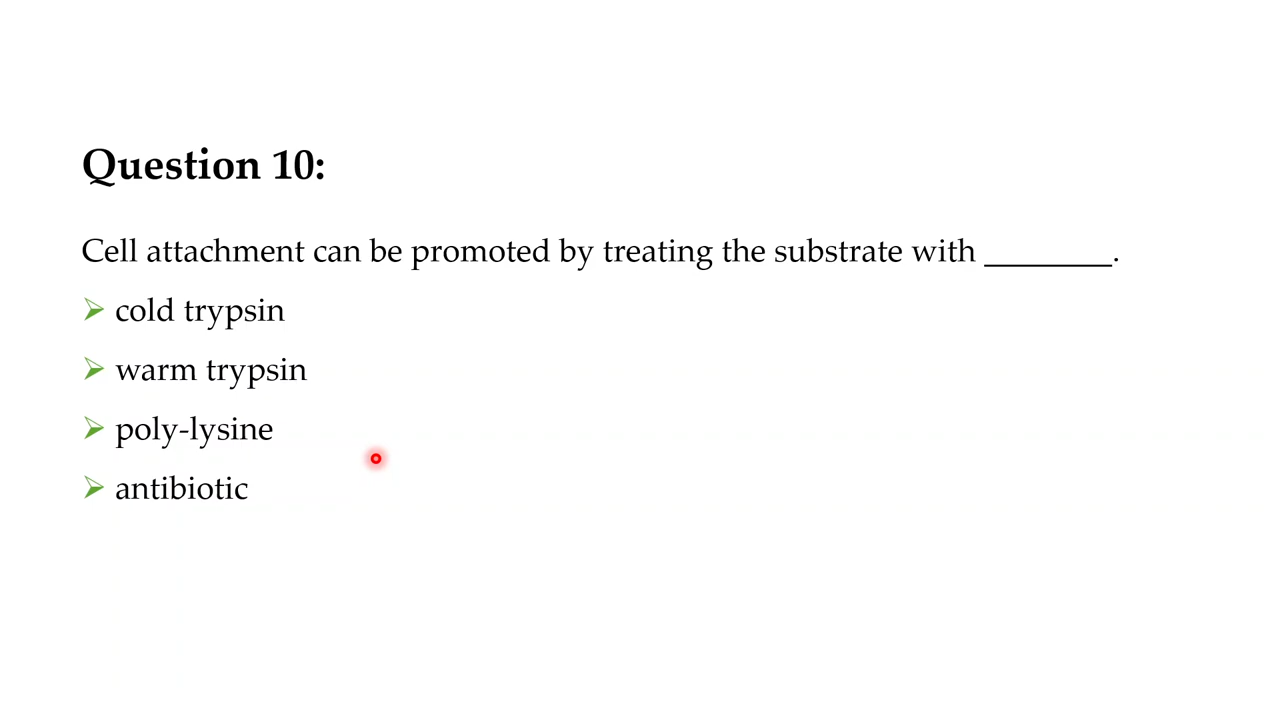 Question 10:
Cell attachment can be promoted by treating the substrate with ________.
cold trypsin
warm trypsin
poly-lysine
antibiotic